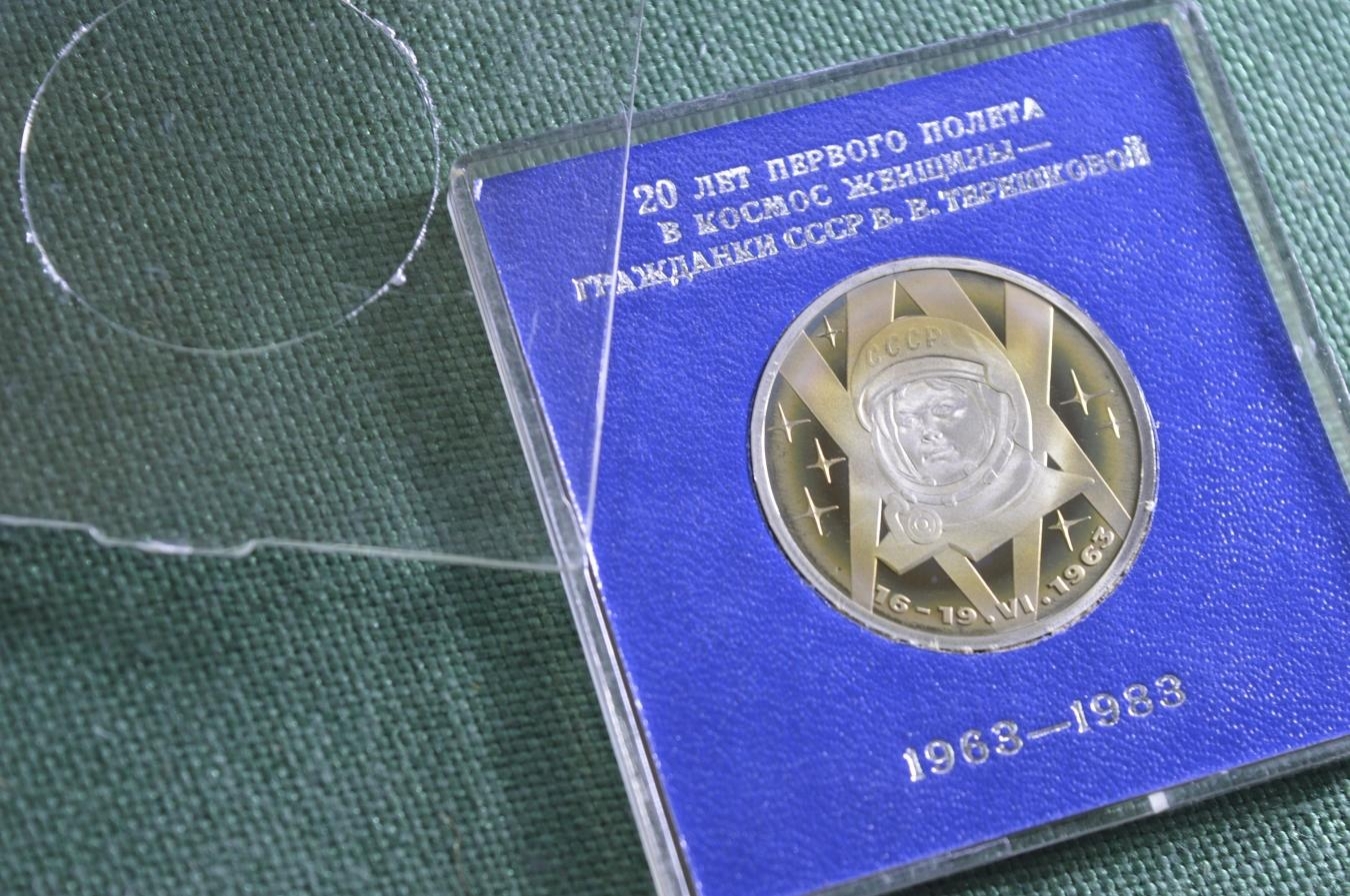 20 ЛЕТ ПЕРВОГО ПОЛЕТА
В КОСМОС ЖЕНЩИНЫ—
ГРАЖДАНКИ СССР В. В. ТЕРЕШКОВОЙ
СССР
16-19.VI.1963
1963—1983